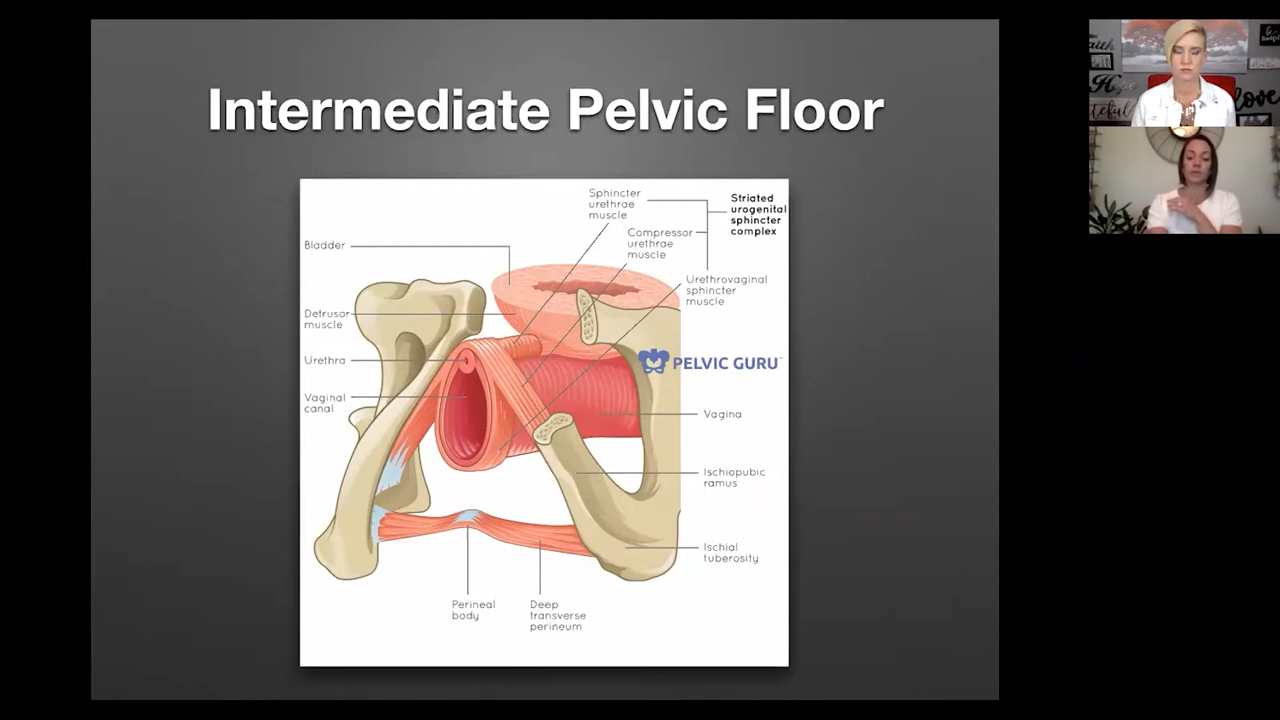 Intermediate Pelvic Floor
Sphincter
urethrae
muscle
Striated
urogenital
sphincter
complex
Compressor
urethrae
muscle
Bladder
Urethrovaginal
sphincter
muscle
Detrusor
muscle
Urethra
PELVIC GURU
Vaginal
canal
Vagina
Ischiopubic
ramus
Ischial
tuberosity
Perineal
body
Deep
transverse
perineum
love